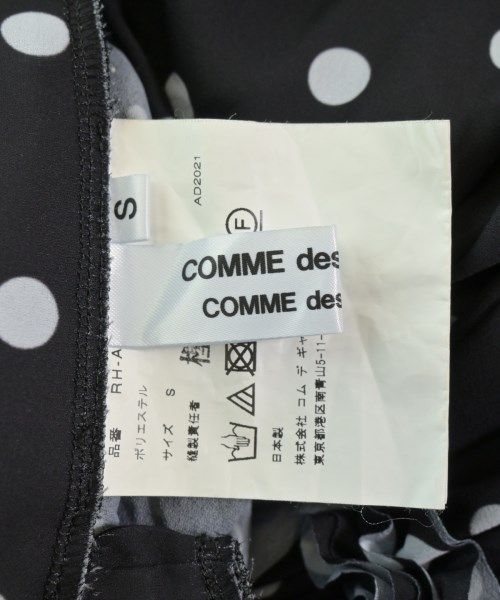 S
COMME des
COMME des
AD2021
品番 RH-A
ポリエステル
サイズ S
縫製責任者
F
日本製
株式会社 コム デ ギャ
東京都港区南青山5-11-